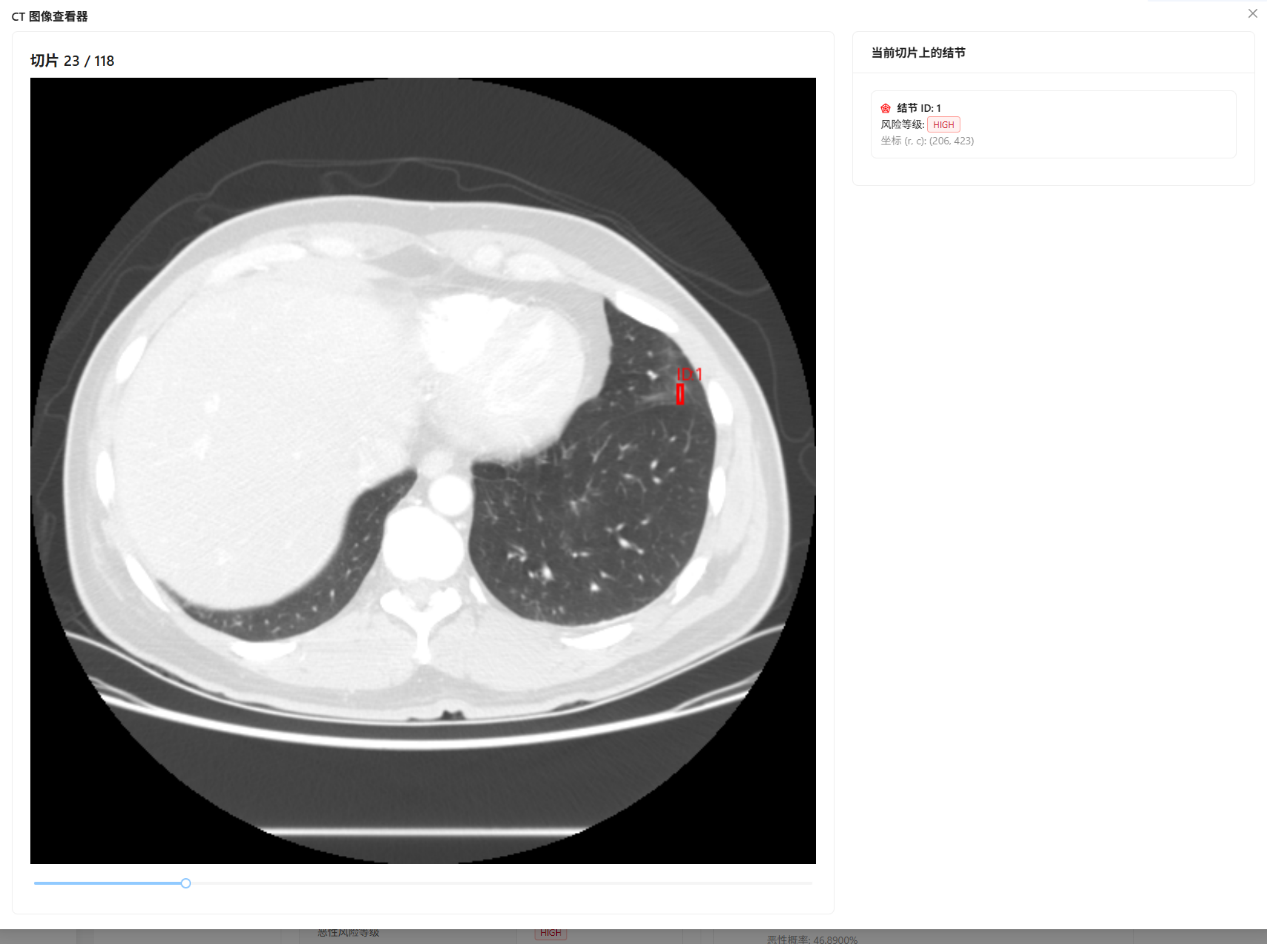 CT 图像查看器
切片 23 / 118
ID 1
当前切片上的结节
结节 ID: 1
风险等级: HIGH
坐标 (r, c): (206, 423)
恶性风险等级 HIGH
恶性概率: 46.8900%